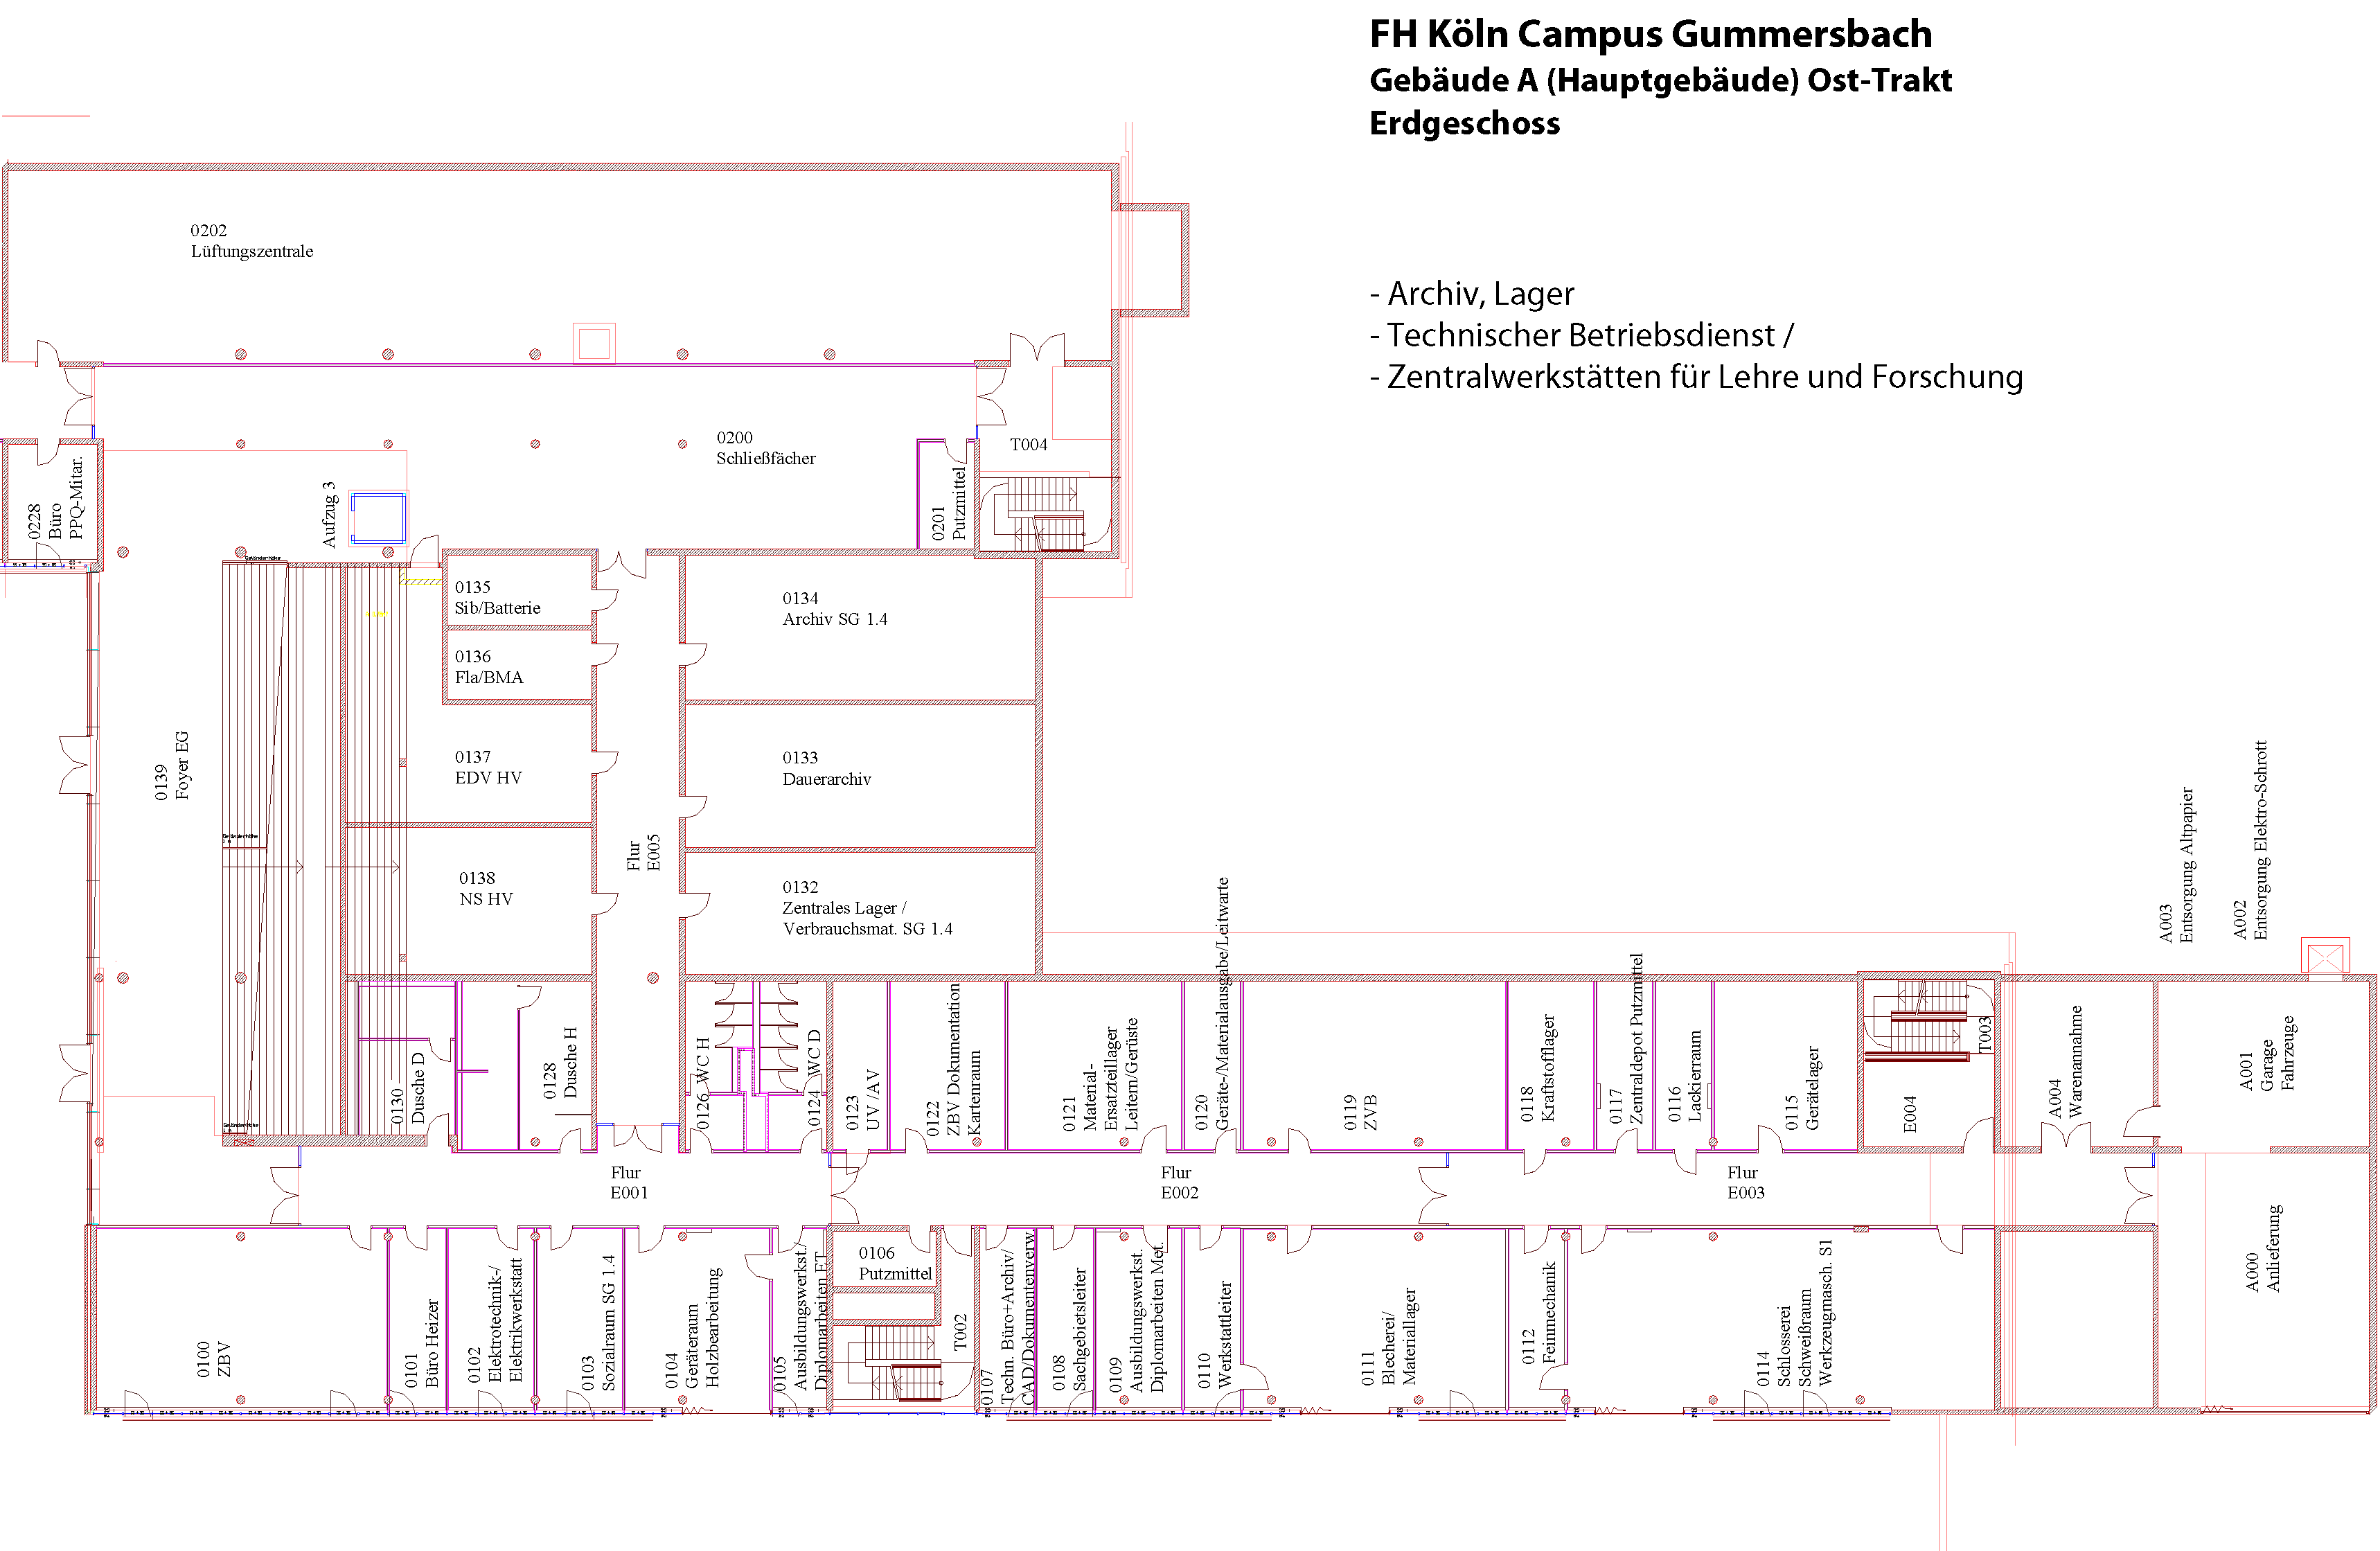 FH Köln Campus Gummersbach
Gebäude A (Hauptgebäude) Ost-Trakt
Erdgeschoss
- Archiv, Lager
- Technischer Betriebsdienst /
- Zentralwerkstätten für Lehre und Forschung
0202
Lüftungszentrale
0200
Schließfächer
T004
0201
Putzmittel
0228
Büro
PPQ-Mitar.
Aufzug 3
0135
Sib/Batterie
0136
Fla/BMA
0137
EDV HV
0138
NS HV
0134
Archiv SG 1.4
0133
Dauerarchiv
0132
Zentrales Lager /
Verbrauchsmat. SG 1.4
Flur
E005
0139
Foyer EG
Geländerhöhe
Geländerhöhe
Geländerhöhe
0130
Dusche D
0128
Dusche H
0126 WC H
0124 WC D
0123
UV /AV
0122
ZBV Dokumentation
Kartenraum
0121
Material-
Ersatzteillager
Leitern/Gerüste
0120
Geräte-/Materialausgabe/Leitwarte
0119
ZVB
0118
Kraftstofflager
0117
Zentraldepot Putzmittel
0116
Lackierraum
0115
Gerätelager
T003
E004
A004
Warenannahme
A003
Entsorgung Altpapier
A002
Entsorgung Elektro-Schrott
A001
Garage
Fahrzeuge
Flur
E001
Flur
E002
Flur
E003
0100
ZBV
0101
Büro Heizer
0102
Elektrotechnik-/
Elektrikwerkstatt
0103
Sozialraum SG 1.4
0104
Geräteraum
Holzbearbeitung
0105
Ausbildungswerkst./
Diplomarbeiten ET
0106
Putzmittel
T002
0107
Techn. Büro+Archiv/
CAD/Dokumentenverw.
0108
Sachgebietsleiter
0109
Ausbildungswerkst.
Diplomarbeiten Met.
0110
Werkstattleiter
0111
Blecherei/
Materiallager
0112
Feinmechanik
0114
Schlosserei
Schweißraum
Werkzeugmasch. S1
A000
Anlieferung